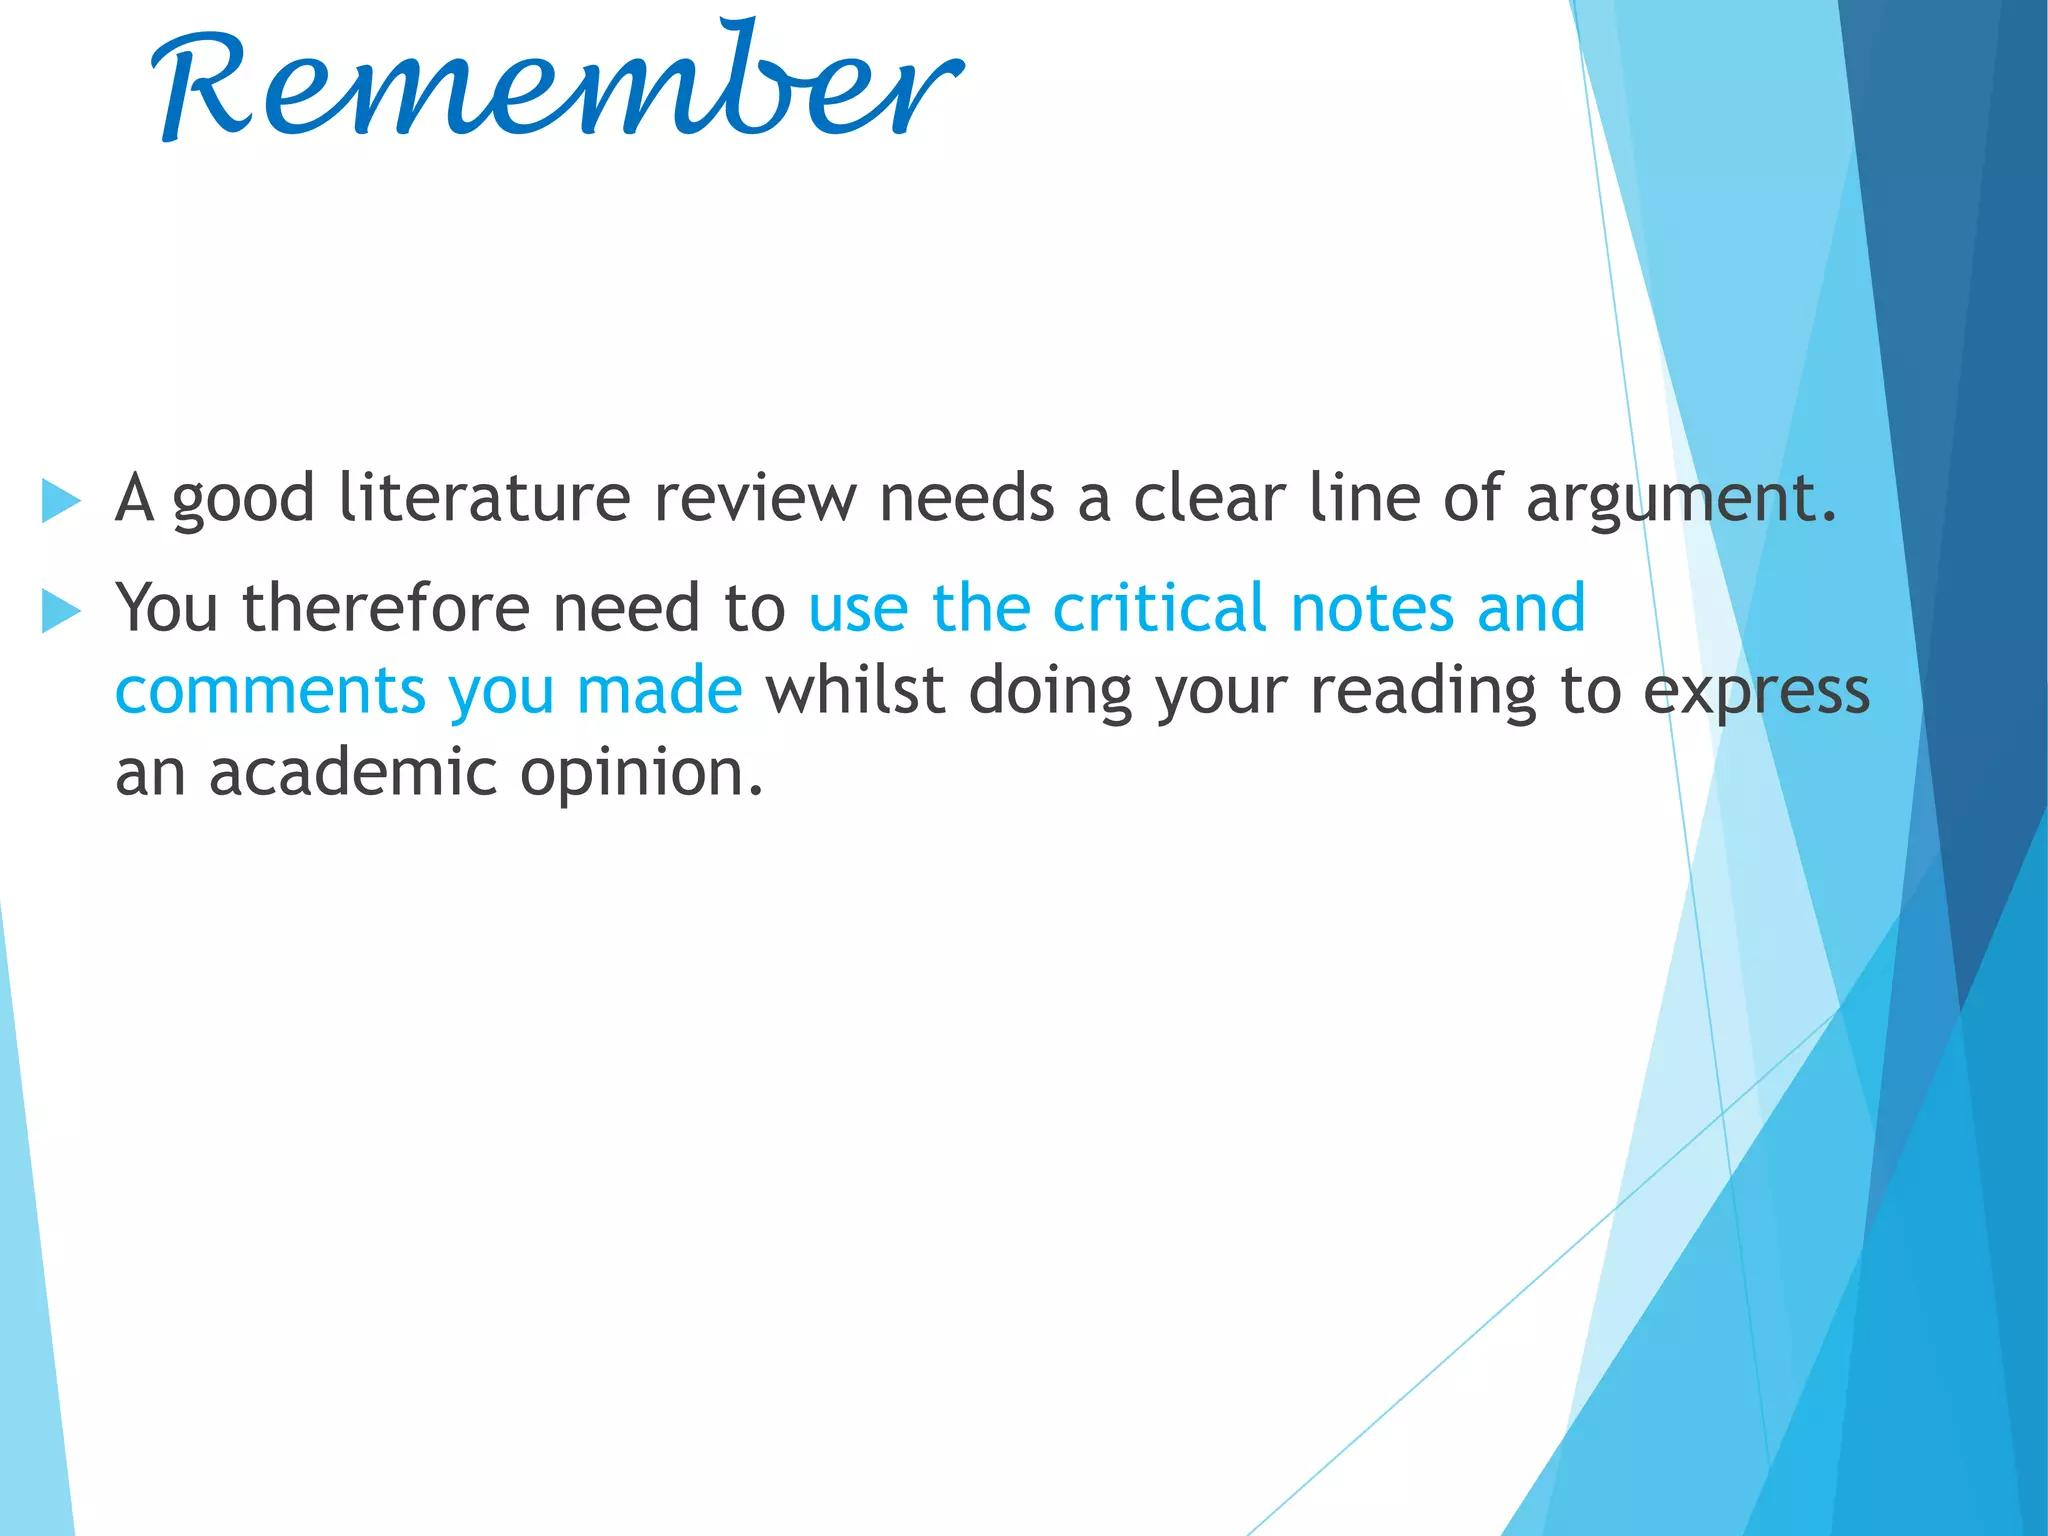 Remember
A good literature review needs a clear line of argument.
You therefore need to use the critical notes and
comments you made whilst doing your reading to express
an academic opinion.